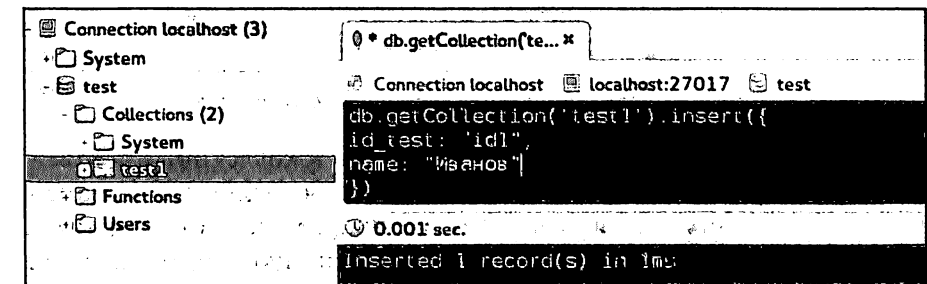 Connection localhost (3)
System
test
Collections (2)
System
test1
Functions
Users
* db.getCollection('te... ×
Connection localhost localhost:27017 test
db.getCollection('test1').insert({
id_test: "id1",
name: "Иванов"
})
0.001 sec.
Inserted 1 record(s) in 1ms